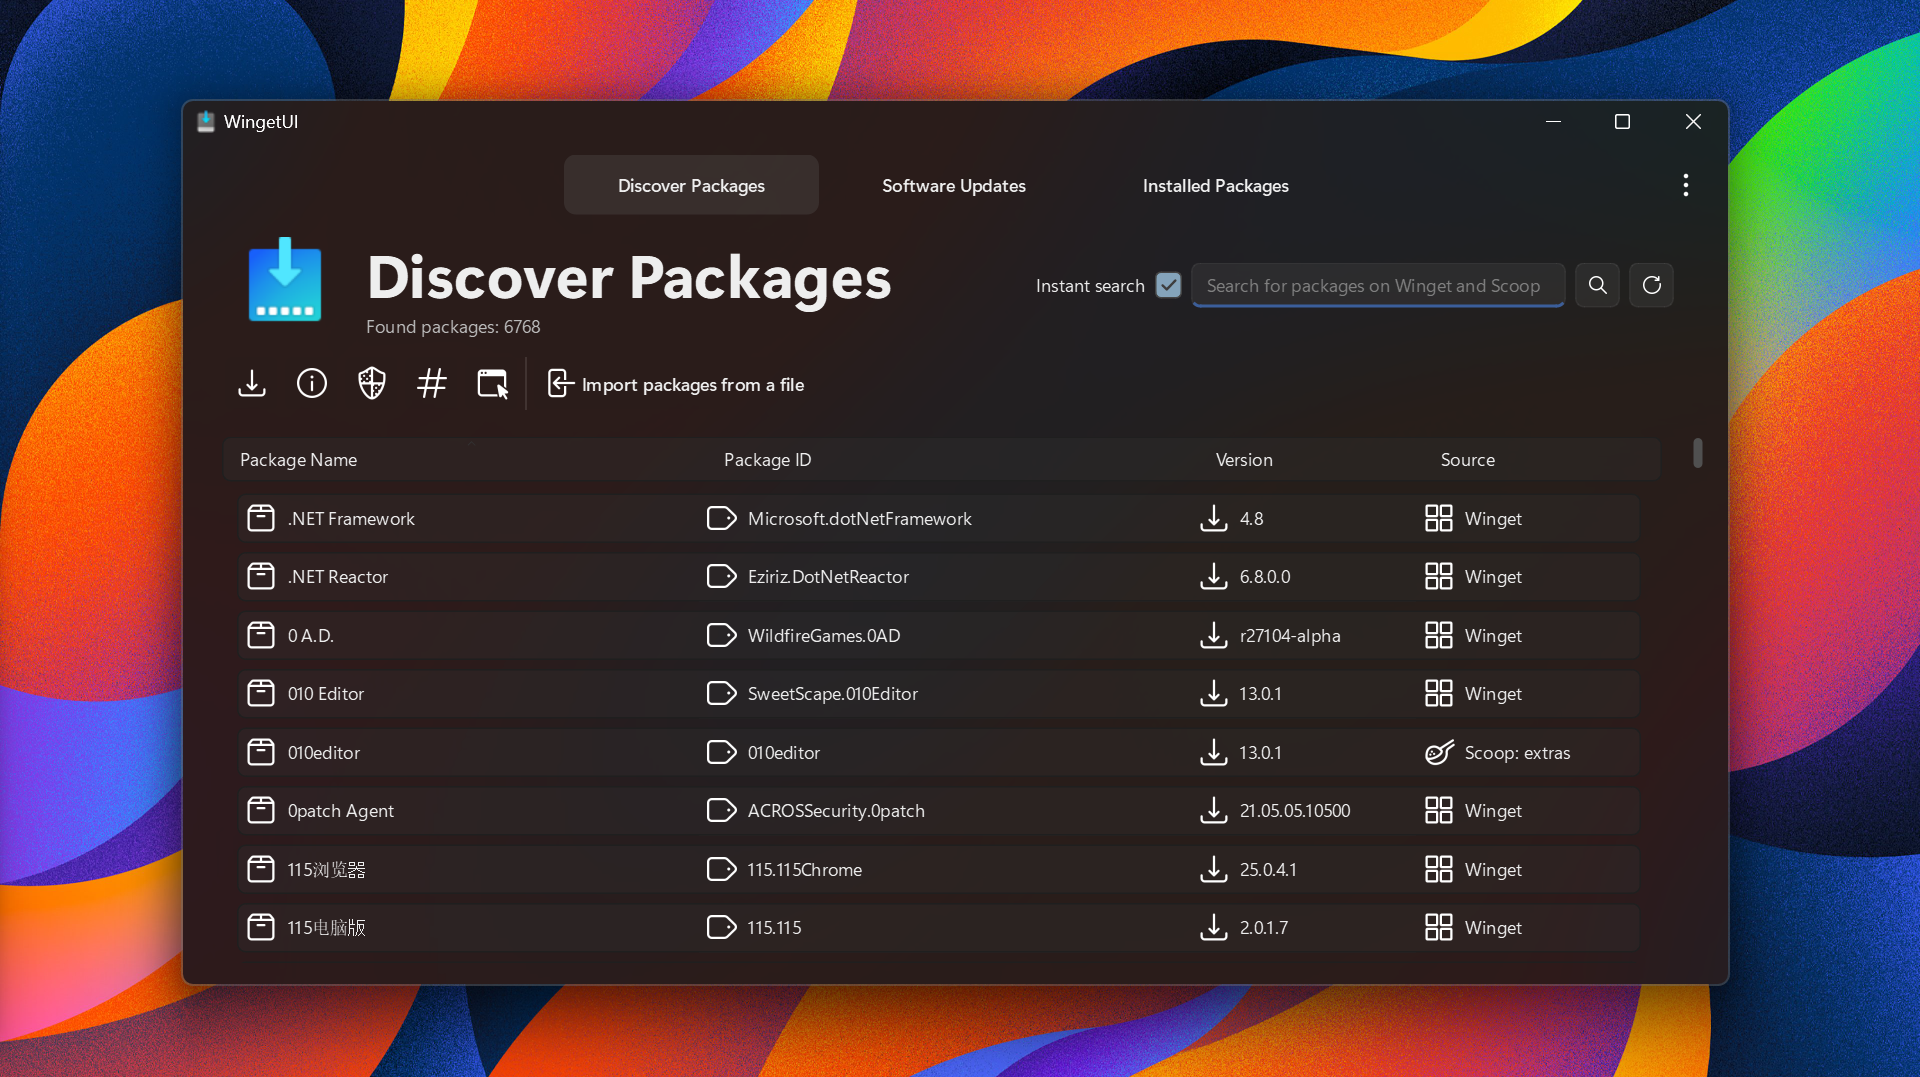 WingetUI
Discover Packages
Software Updates
Installed Packages
Discover Packages
Found packages: 6768
Instant search
Search for packages on Winget and Scoop
Import packages from a file
Package Name
Package ID
Version
Source
.NET Framework
Microsoft.dotNetFramework
4.8
Winget
.NET Reactor
Eziriz.DotNetReactor
6.8.0.0
Winget
0 A.D.
WildfireGames.0AD
r27104-alpha
Winget
010 Editor
SweetScape.010Editor
13.0.1
Winget
010editor
010editor
13.0.1
Scoop: extras
0patch Agent
ACROSSecurity.0patch
21.05.05.10500
Winget
115浏览器
115.115Chrome
25.0.4.1
Winget
115电脑版
115.115
2.0.1.7
Winget